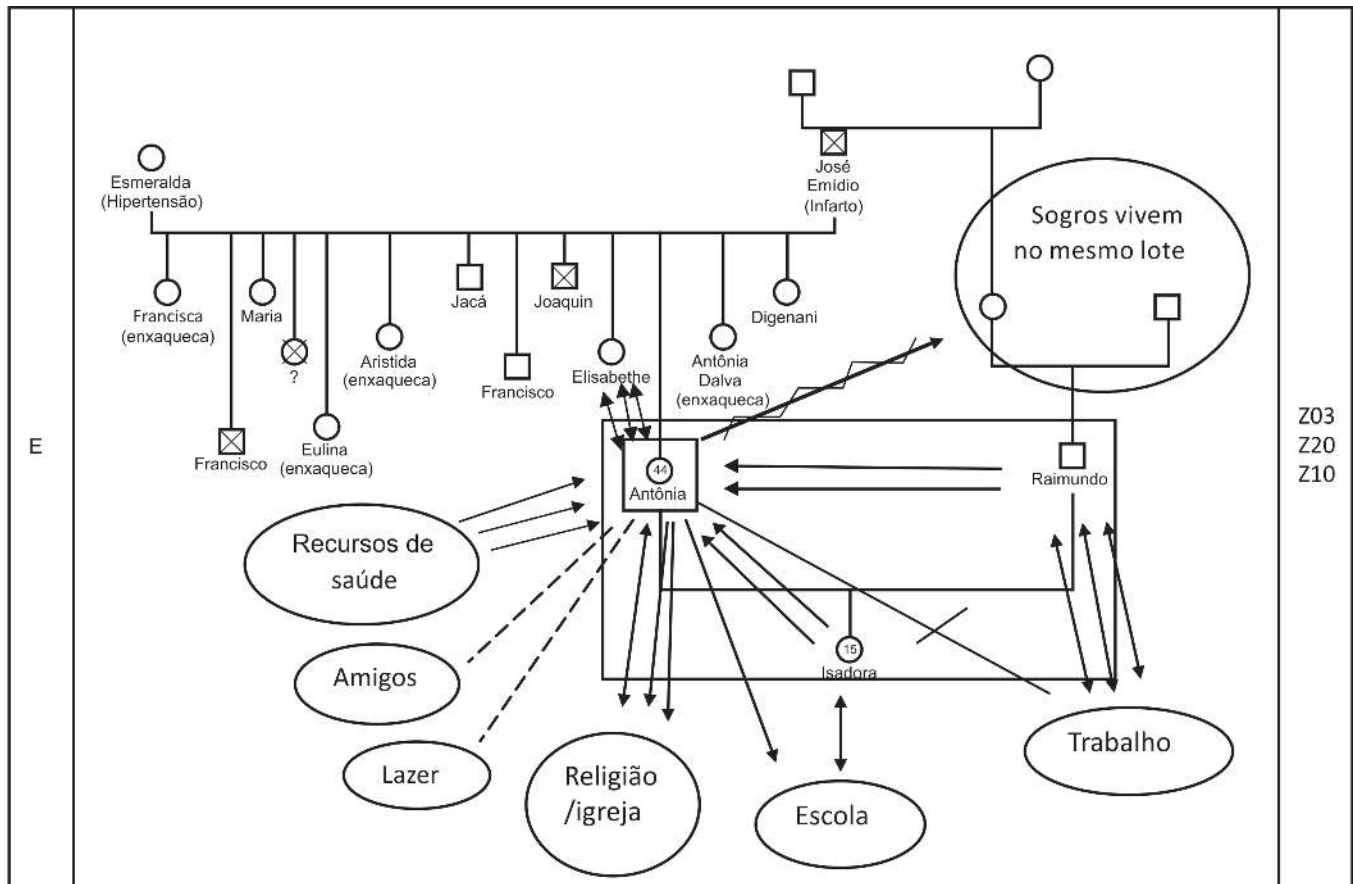 E
Esmeralda
(Hipertensão)
José
Emídio
(Infarto)
Sogros vivem
no mesmo lote
Francisca
(enxaqueca)
Maria
?
Aristida
(enxaqueca)
Jacá
Joaquin
Francisco
Elisabethe
Antônia
Dalva
(enxaqueca)
Digenani
Francisco
Eulina
(enxaqueca)
44
Antônia
Raimundo
Z03
Z20
Z10
Recursos de
saúde
15
Isadora
Amigos
Lazer
Religião
/igreja
Escola
Trabalho